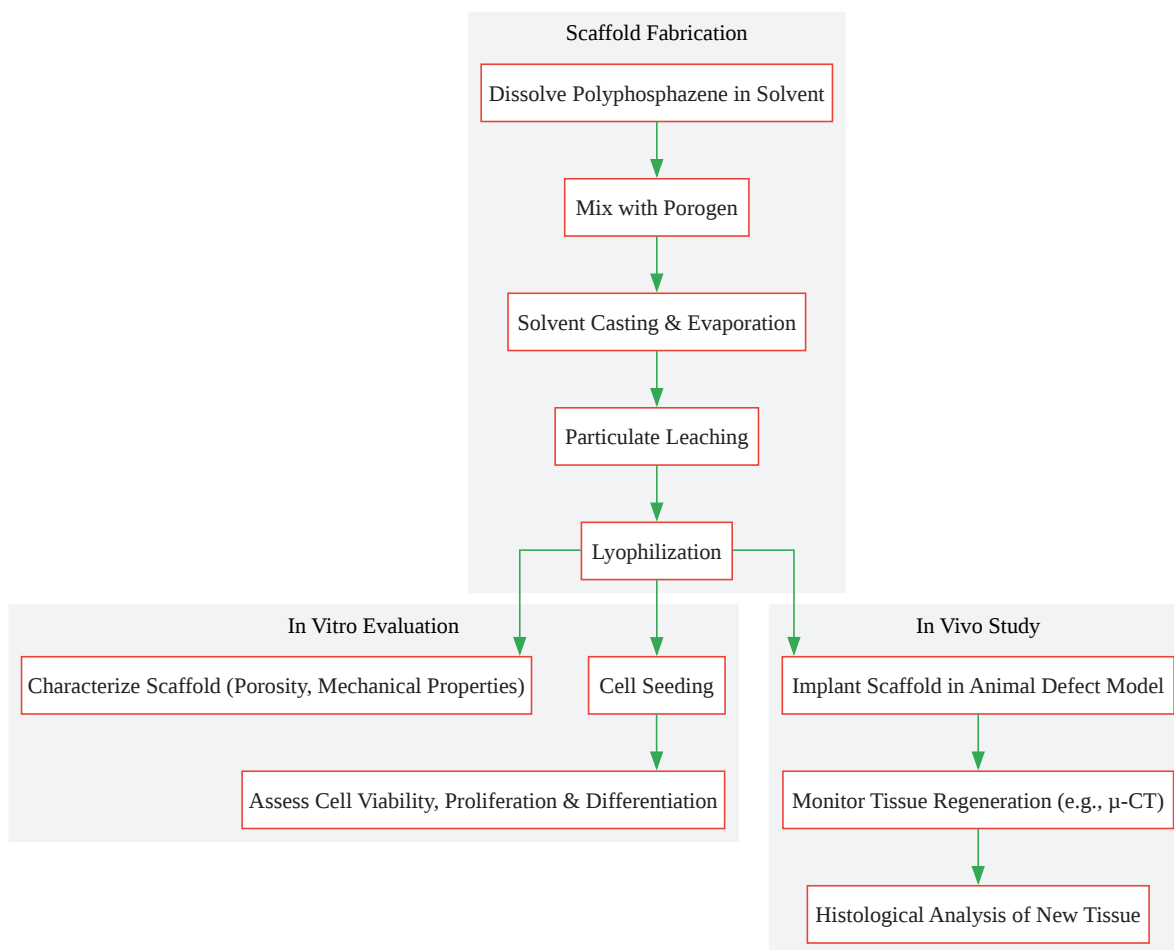 Scaffold Fabrication
Dissolve Polyphosphazene in Solvent
Mix with Porogen
Solvent Casting & Evaporation
Particulate Leaching
Lyophilization
In Vitro Evaluation
Characterize Scaffold (Porosity, Mechanical Properties)
Cell Seeding
Assess Cell Viability, Proliferation & Differentiation
In Vivo Study
Implant Scaffold in Animal Defect Model
Monitor Tissue Regeneration (e.g., µ-CT)
Histological Analysis of New Tissue